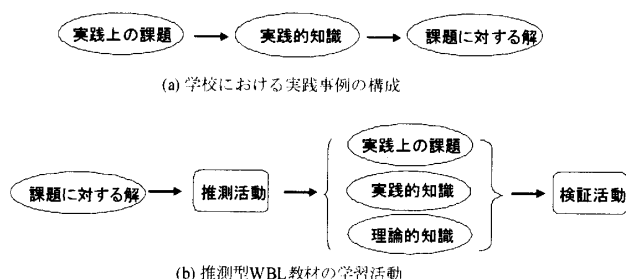 実践上の課題 実践的知識 課題に対する解
(a) 学校における実践事例の構成
実践上の課題
課題に対する解 推測活動 実践的知識 検証活動
理論的知識
(b) 推測型WBL教材の学習活動